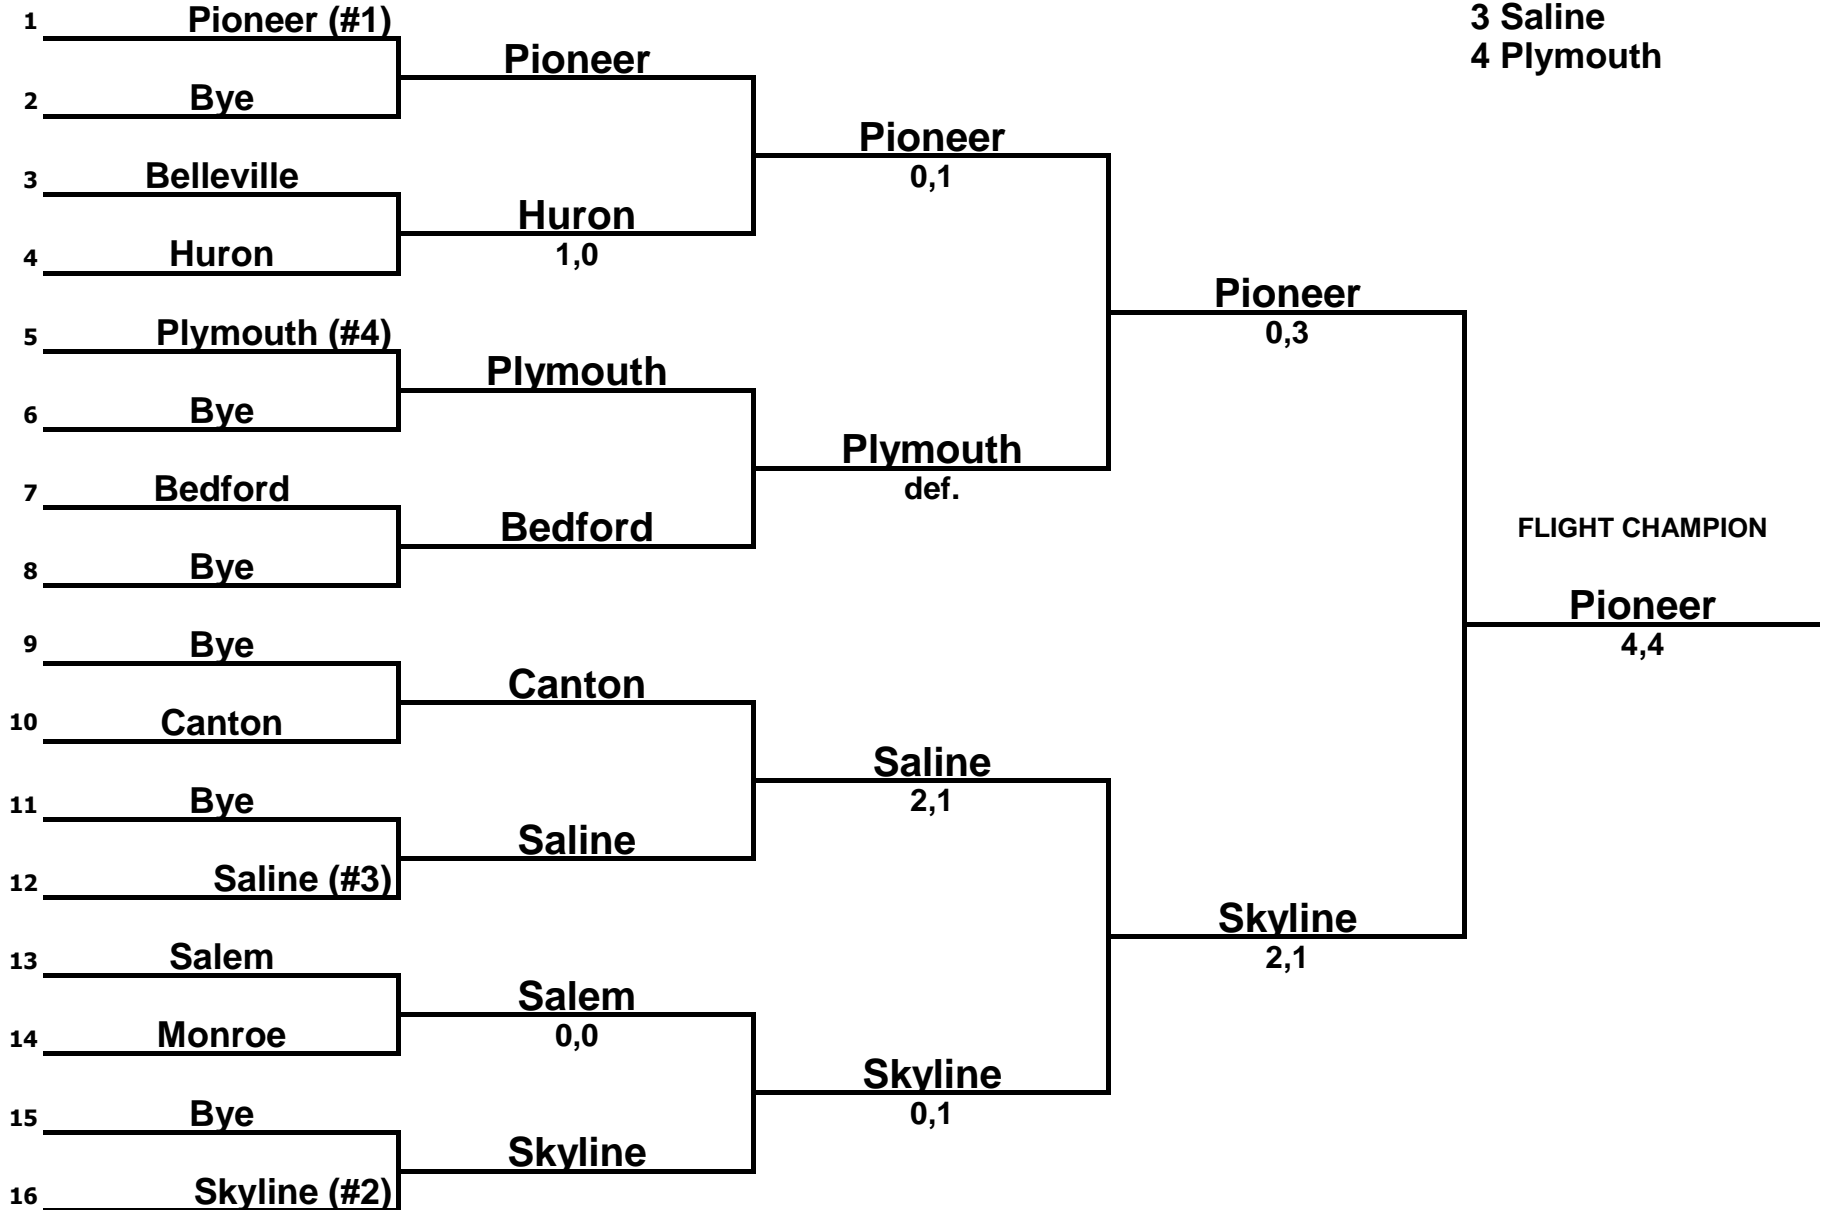 3 Saline
4 Plymouth
1 Pioneer (#1)
2 Bye
3 Belleville
4 Huron
5 Plymouth (#4)
6 Bye
7 Bedford
8 Bye
9 Bye
10 Canton
11 Bye
12 Saline (#3)
13 Salem
14 Monroe
15 Bye
16 Skyline (#2)
Pioneer
Huron
1,0
Plymouth
Bedford
Canton
Saline
Salem
0,0
Skyline
Pioneer
0,1
Plymouth
def.
Saline
2,1
Skyline
0,1
Pioneer
0,3
Skyline
2,1
FLIGHT CHAMPION
Pioneer
4,4